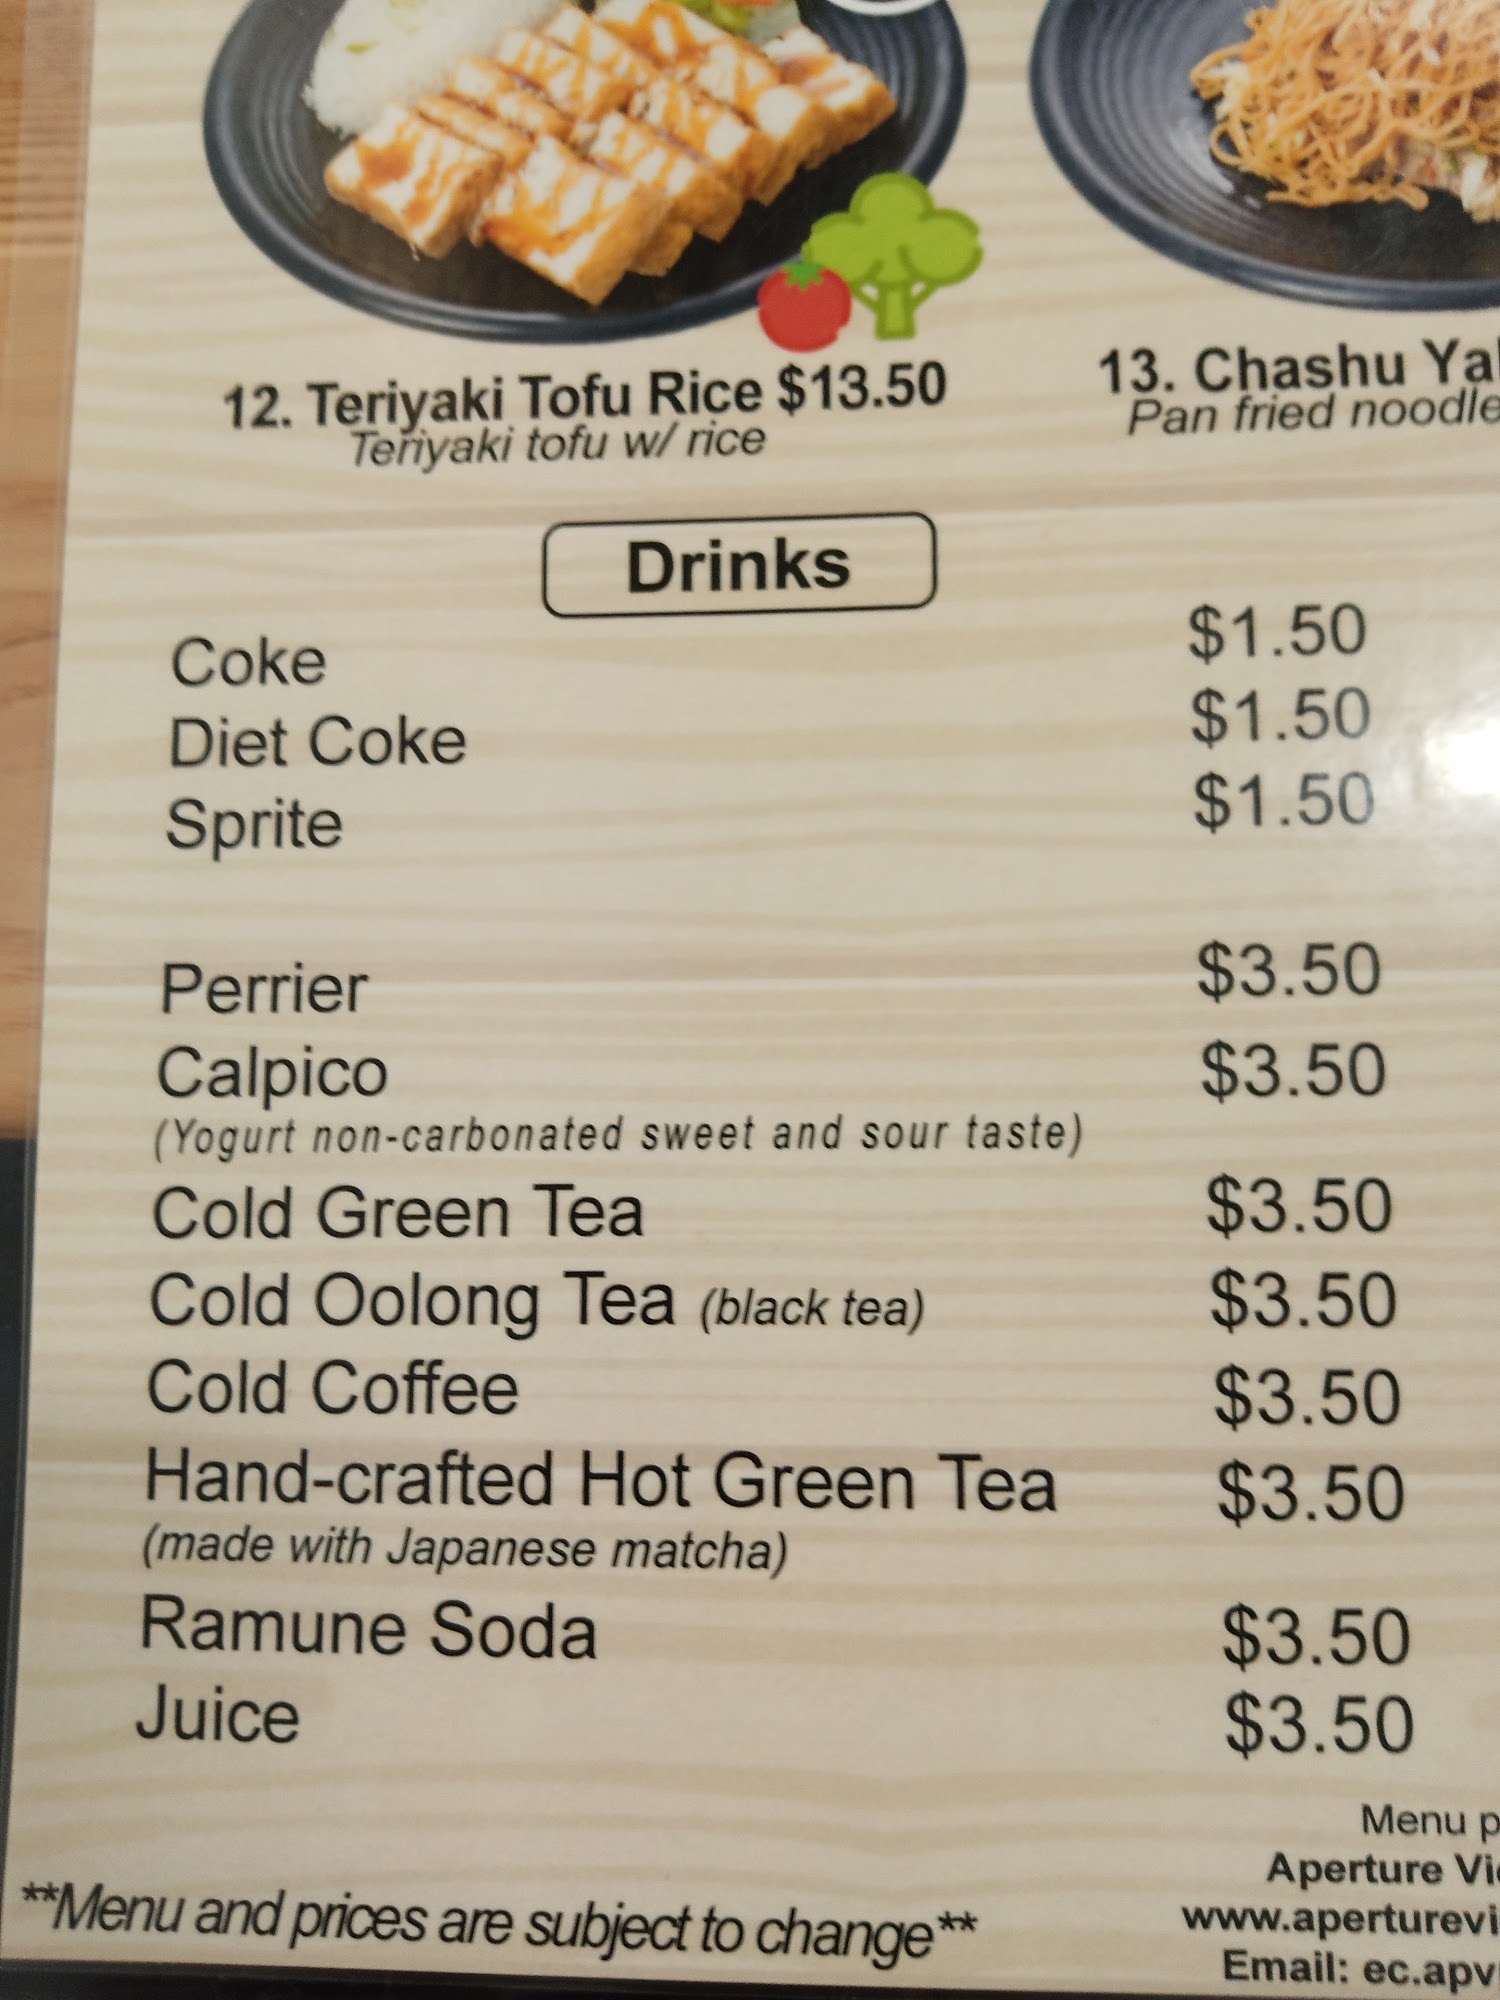 12. Teriyaki Tofu Rice $13.50
Teriyaki tofu w/ rice
13. Chashu
Pan fried
Drinks
Coke $1.50
Diet Coke $1.50
Sprite $1.50
Perrier $3.50
Calpico $3.50
(Yogurt non-carbonated sweet and sour taste)
Cold Green Tea $3.50
Cold Oolong Tea (black tea) $3.50
Cold Coffee $3.50
Hand-crafted Hot Green Tea $3.50
(made with Japanese matcha)
Ramune Soda $3.50
Juice $3.50
Menu
Aperture
Email:
**Menu and prices are subject to change**